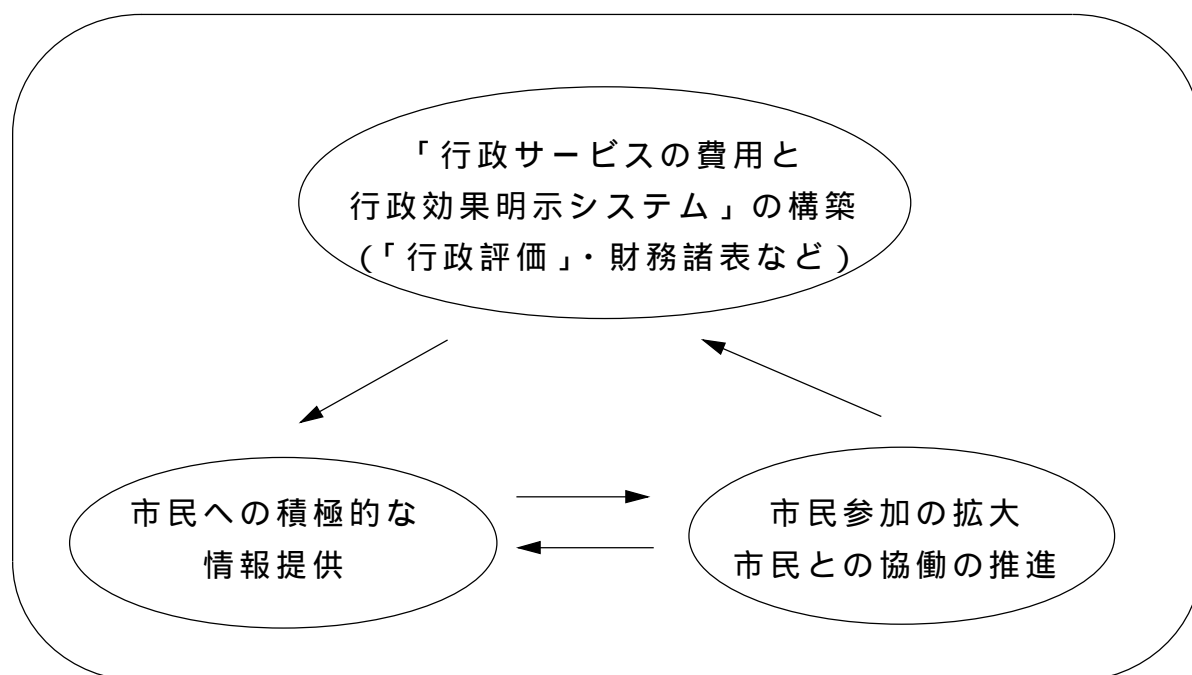 「行政サービスの費用と
行政効果明示システム」の構築
(「行政評価」・財務諸表など)
市民への積極的な
情報提供
市民参加の拡大
市民との協働の推進